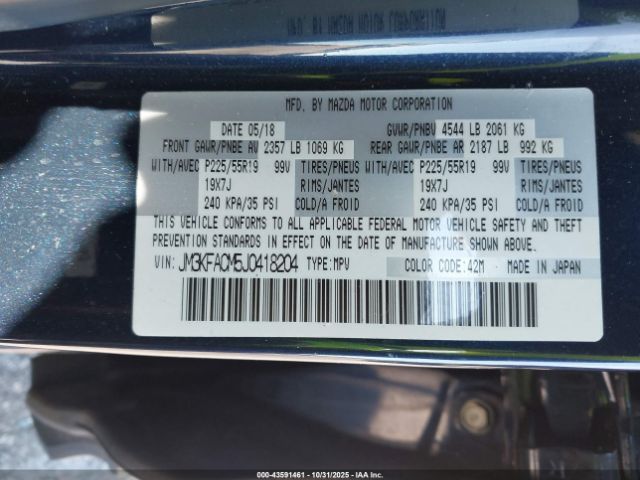 MFD. BY MAZDA MOTOR CORPORATION
DATE 05/18 GVWR/PNBV 4544 LB 2061 KG
FRONT GAWR/PNBE AV 2357 LB 1069 KG REAR GAWR/PNBE AR 2187 LB 992 KG
WITH/AVEC P225/55R19 99V TIRES/PNEUS WITH/AVEC P225/55R19 99V TIRES/PNEUS
19X7J RIMS/JANTES 19X7J RIMS/JANTES
240 KPA/35 PSI COLD/A FROID 240 KPA/35 PSI COLD/A FROID
THIS VEHICLE CONFORMS TO ALL APPLICABLE FEDERAL MOTOR VEHICLE SAFETY AND THEFT
PREVENTION STANDARDS IN EFFECT ON THE DATE OF MANUFACTURE SHOWN ABOVE.
VIN: JM3KFACM5J0418204 TYPE:MPV COLOR CODE:42M MADE IN JAPAN
000-43591461 - 10/31/2025 - IAA, Inc.